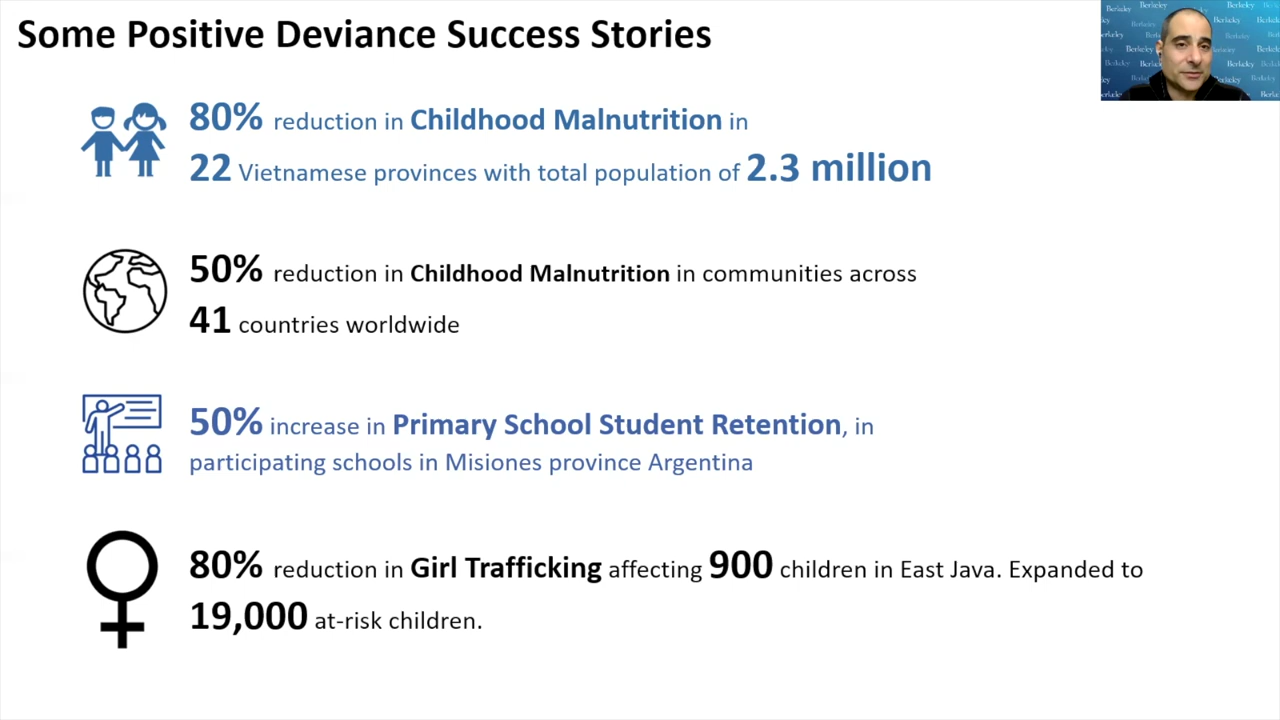 Some Positive Deviance Success Stories
Berkeley
80% reduction in Childhood Malnutrition in
22 Vietnamese provinces with total population of 2.3 million
50% reduction in Childhood Malnutrition in communities across
41 countries worldwide
50% increase in Primary School Student Retention, in
participating schools in Misiones province Argentina
80% reduction in Girl Trafficking affecting 900 children in East Java. Expanded to
19,000 at-risk children.